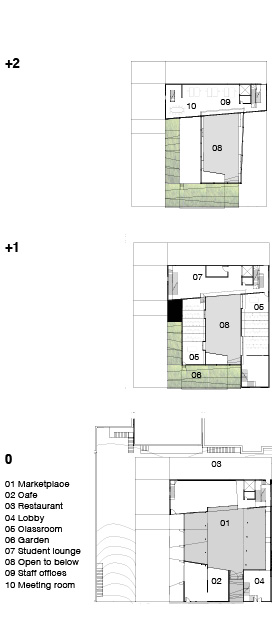 +2
09
10
08
+1
07
05
08
05
06
0
03
01 Marketplace
02 Cafe
03 Restaurant
04 Lobby
05 Classroom
06 Garden
07 Student lounge
08 Open to below
09 Staff offices
10 Meeting room
01
02
04